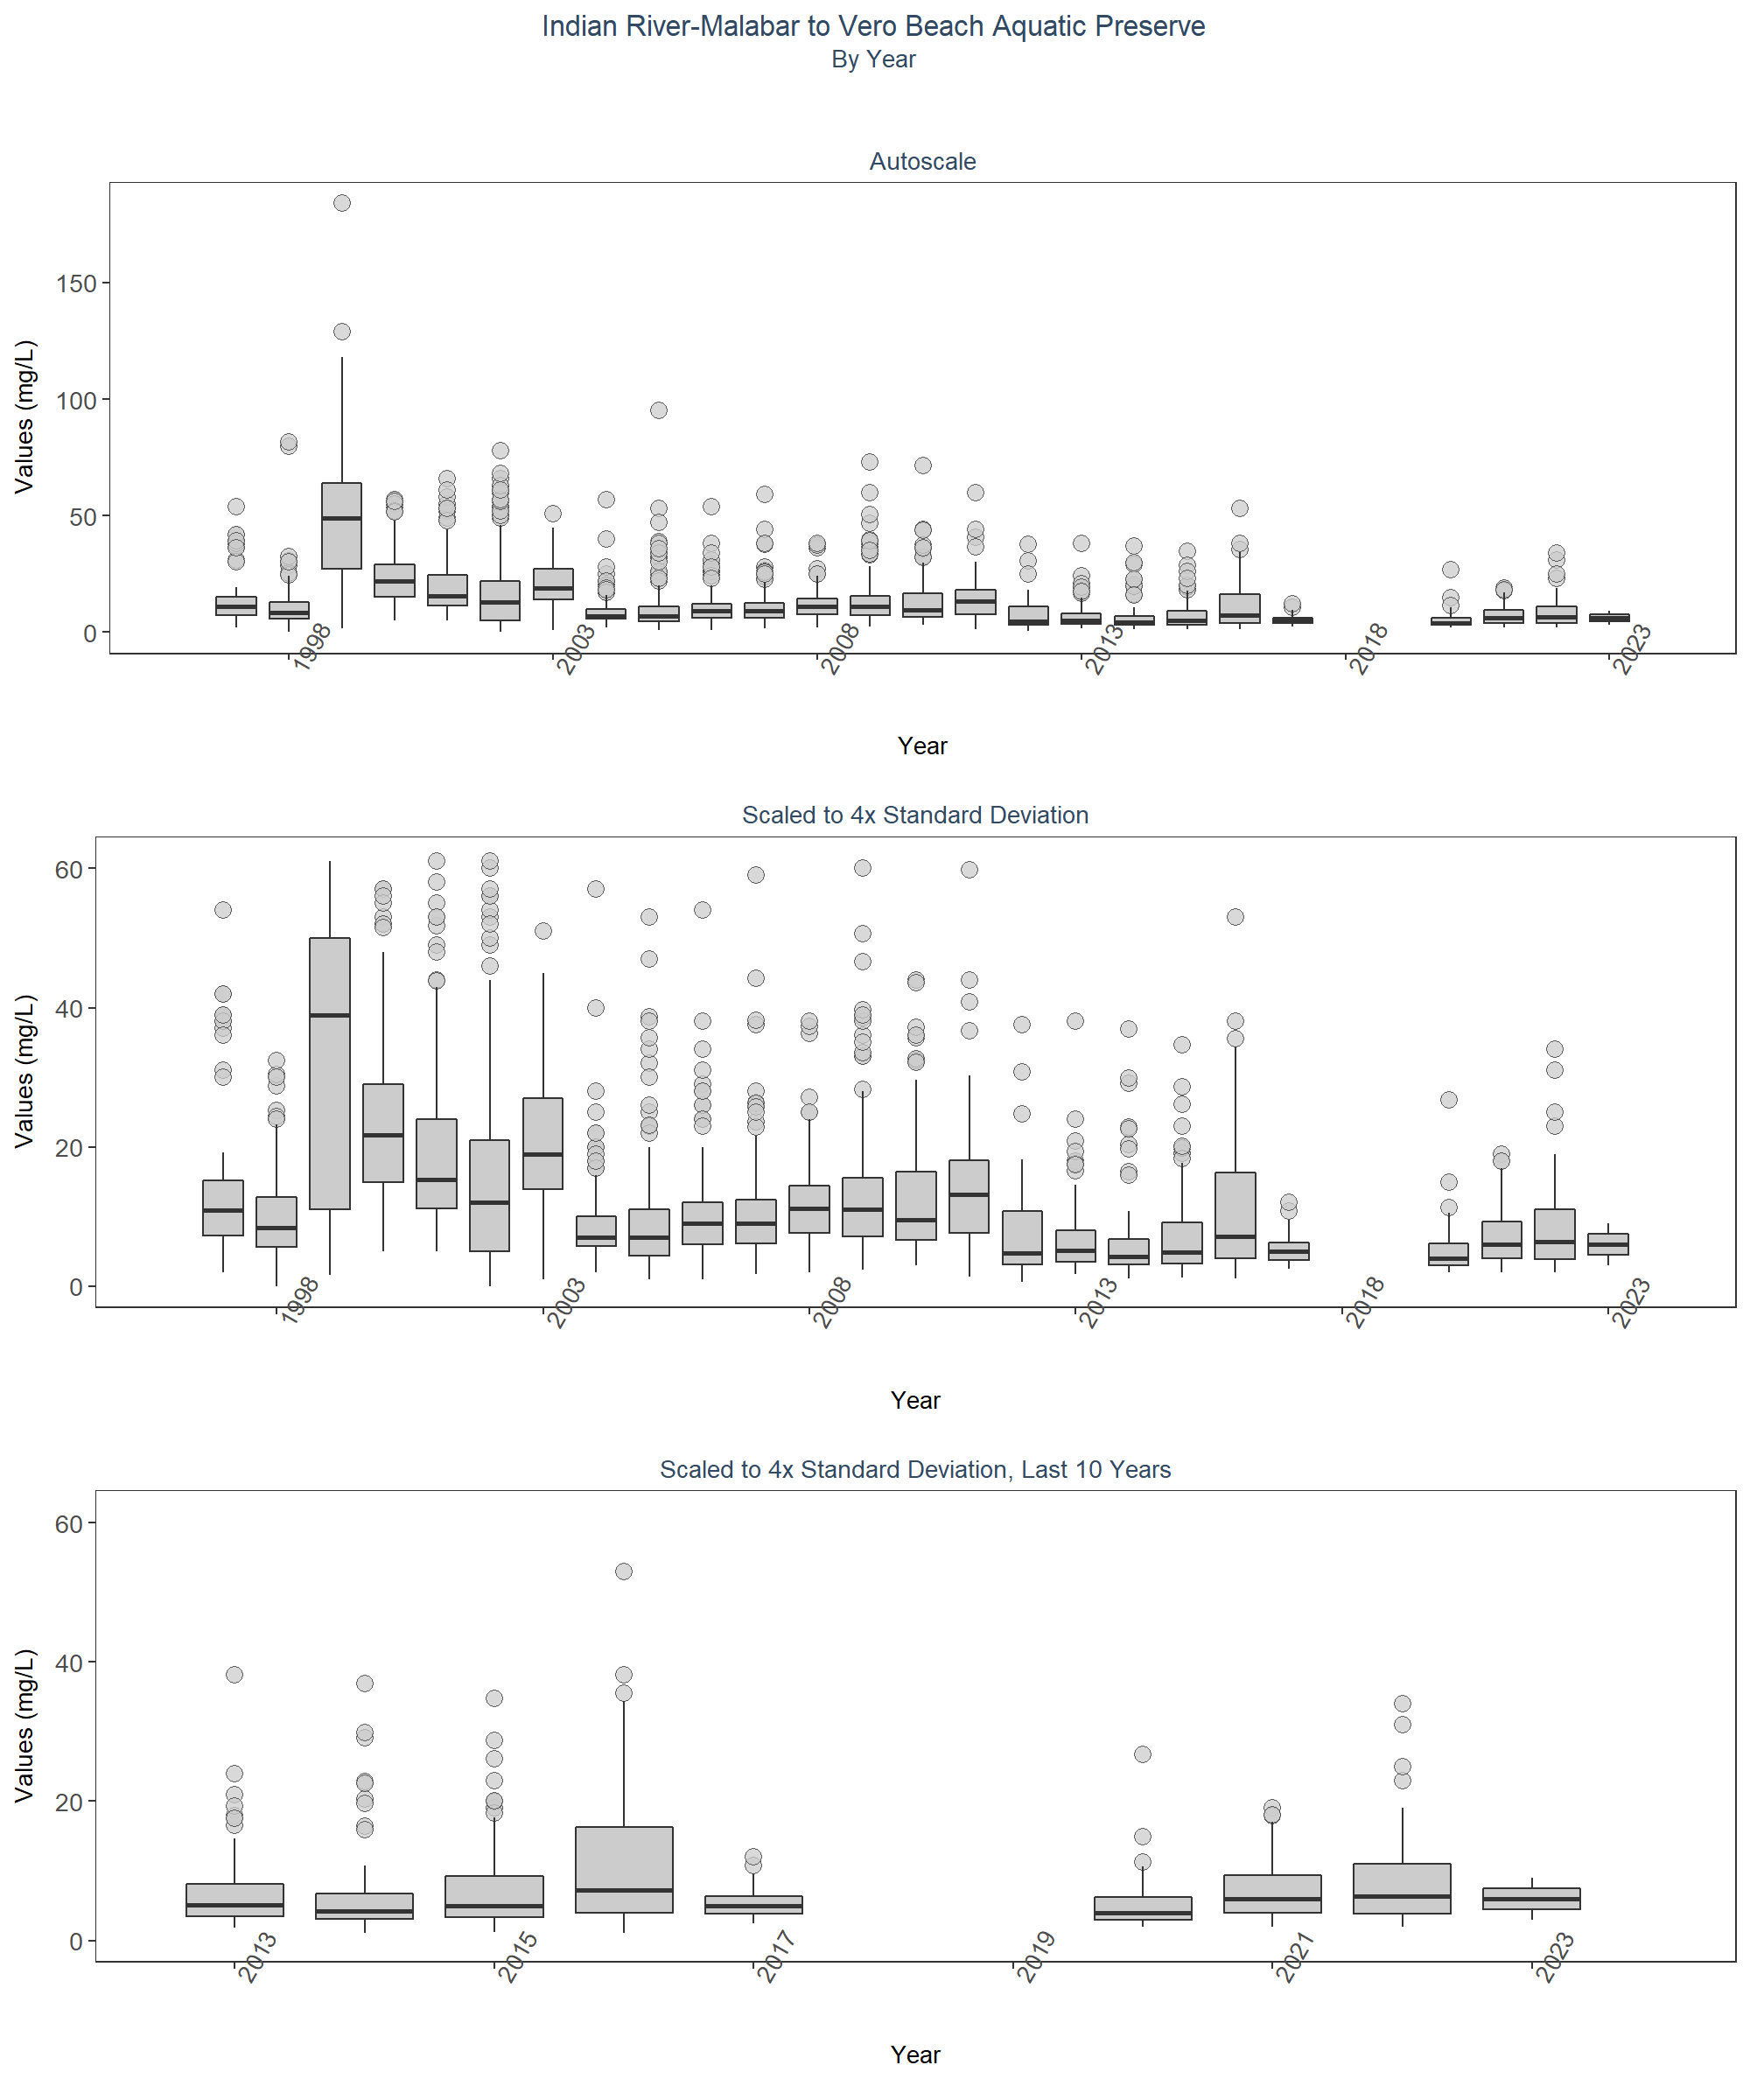 Indian River-Malabar to Vero Beach Aquatic Preserve
By Year
Autoscale
Values (mg/L)
150
100
50
0
1998
2003
2008
2013
2018
2023
Year
Scaled to 4x Standard Deviation
Values (mg/L)
60
40
20
0
1998
2003
2008
2013
2018
2023
Year
Scaled to 4x Standard Deviation, Last 10 Years
Values (mg/L)
60
40
20
0
2013
2015
2017
2019
2021
2023
Year